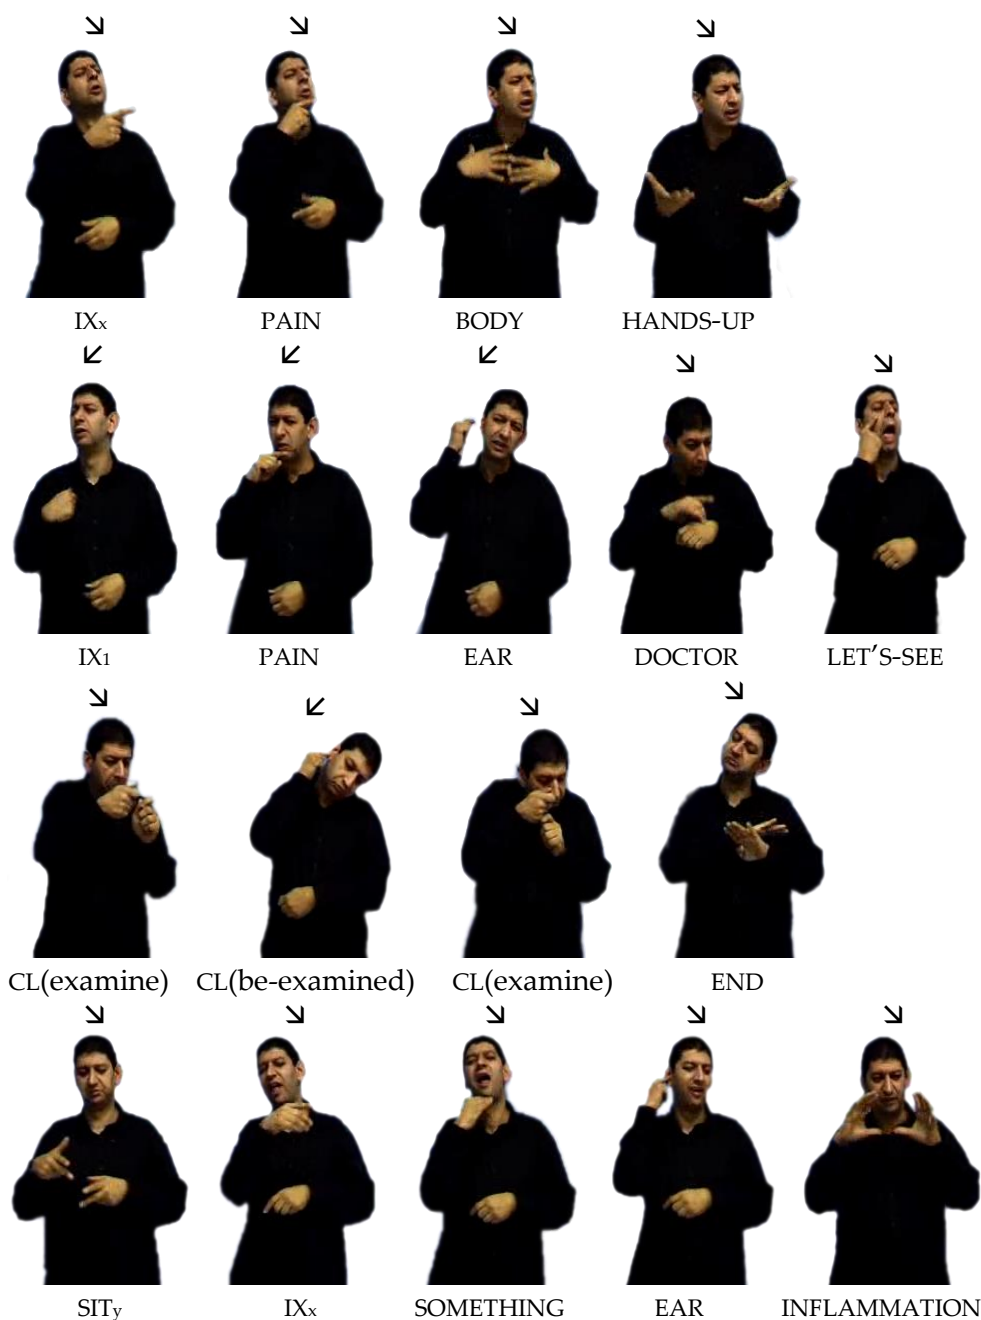 ↘ ↘ ↘ ↘
IXx PAIN BODY HANDS-UP
↙ ↙ ↙ ↘ ↘
IX1 PAIN EAR DOCTOR LET'S-SEE
↘ ↙ ↘ ↘
CL(examine) CL(be-examined) CL(examine) END
↘ ↘ ↘ ↘ ↘
SITy IXx SOMETHING EAR INFLAMMATION